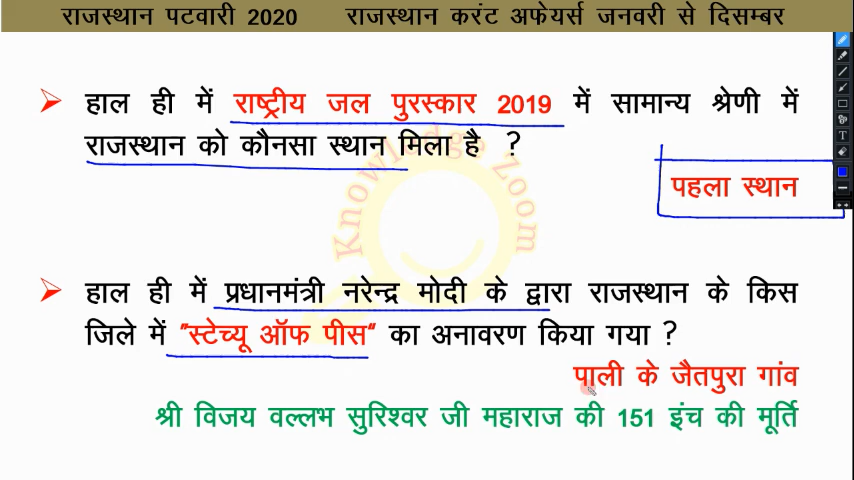 राजस्थान पटवारी 2020 राजस्थान करंट अफेयर्स जनवरी से दिसम्बर
हाल ही में राष्ट्रीय जल पुरस्कार 2019 में सामान्य श्रेणी में
राजस्थान को कौनसा स्थान मिला है ?
पहला स्थान
Knowledge Zoom
हाल ही में प्रधानमंत्री नरेन्द्र मोदी के द्वारा राजस्थान के किस
जिले में "स्टेच्यू ऑफ पीस" का अनावरण किया गया ?
पाली के जैतपुरा गांव
श्री विजय वल्लभ सुरिश्वर जी महाराज की 151 इंच की मूर्ति